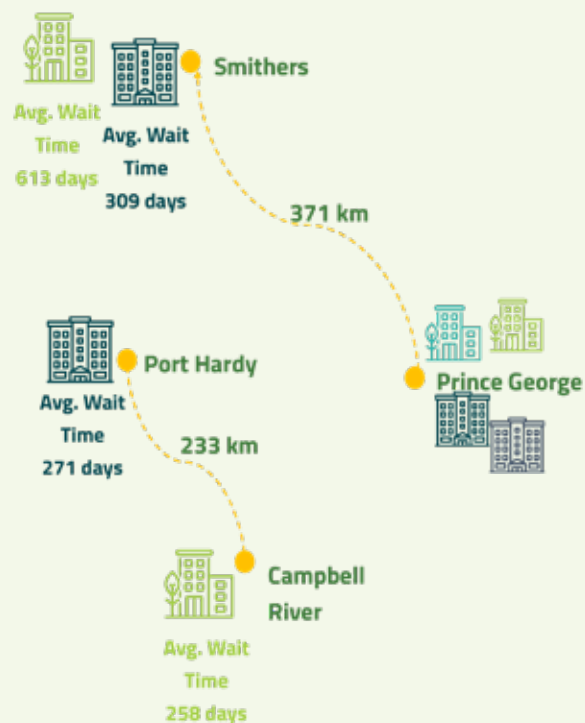 Smithers
Avg. Wait
Time
613 days
Avg. Wait
Time
309 days
371 km
Port Hardy
Prince George
Avg. Wait
Time
271 days
233 km
Campbell
River
Avg. Wait
Time
258 days